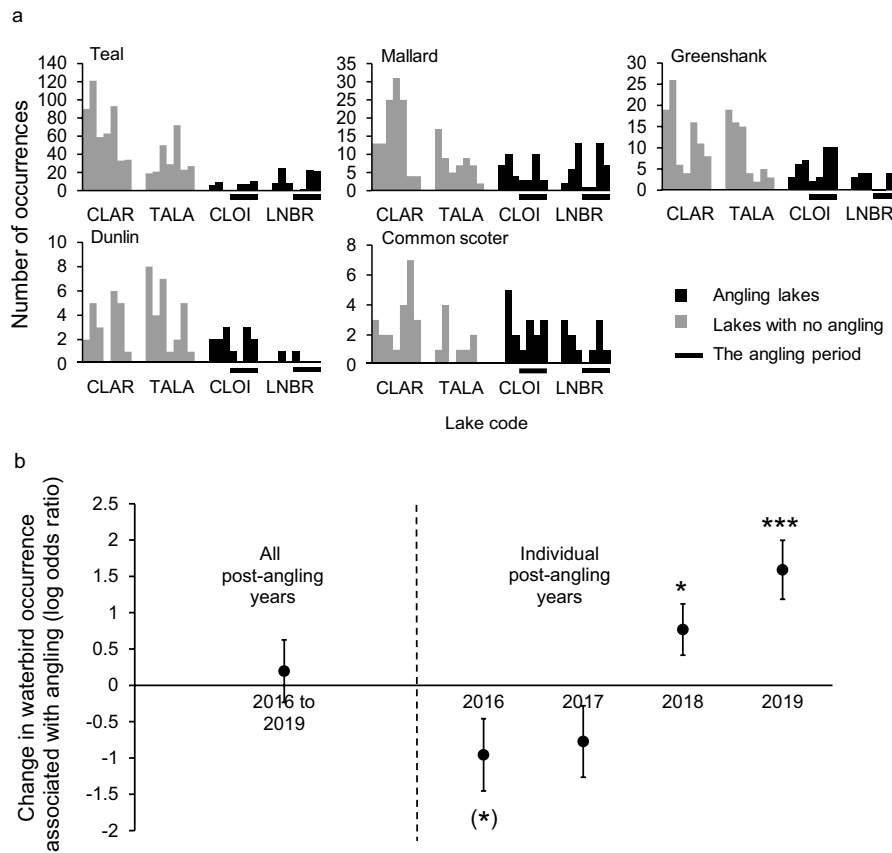 a
Teal
Mallard
Greenshank
140
120
100
80
60
40
20
0
35
30
25
20
15
10
5
0
30
25
20
15
10
5
0
CLAR TALA CLOI LNBR
CLAR TALA CLOI LNBR
CLAR TALA CLOI LNBR
Number of occurrences
Dunlin
Common scoter
10
8
6
4
2
0
8
6
4
2
0
CLAR TALA CLOI LNBR
CLAR TALA CLOI LNBR
Angling lakes
Lakes with no angling
The angling period
Lake code
b
Change in waterbird occurrence
associated with angling (log odds ratio)
2.5
2
1.5
1
0.5
0
-0.5
-1
-1.5
-2
All
post-angling
years
Individual
post-angling
years
*
***
2016 to
2019
2016
2017
2018
2019
(*)